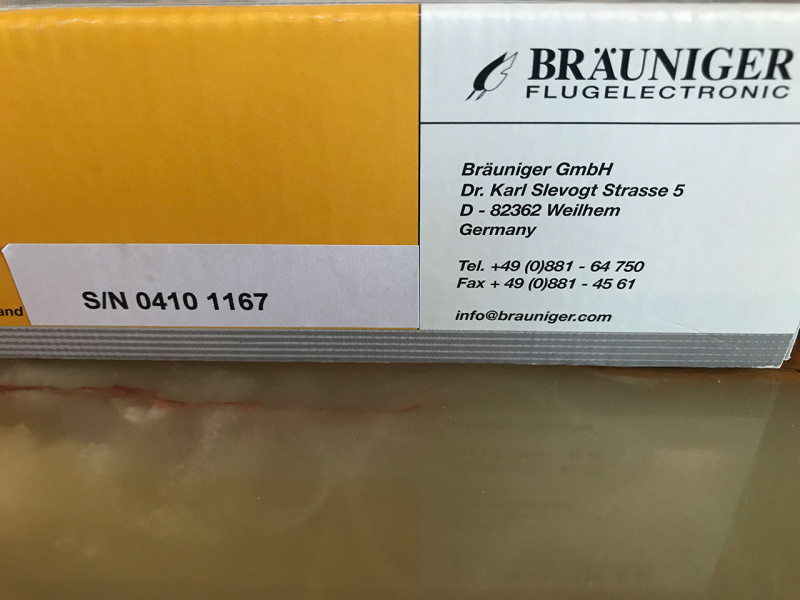 BRÄUNIGER
FLUGELECTRONIC
Bräuniger GmbH
Dr. Karl Slevogt Strasse 5
D - 82362 Weilhem
Germany
Tel. +49 (0)881 - 64 750
Fax + 49 (0)881 - 45 61
info@brauniger.com
S/N 0410 1167
and